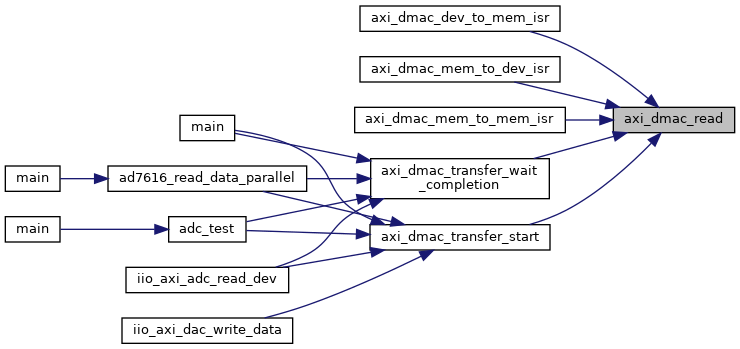 axi_dmac_dev_to_mem_isr
axi_dmac_mem_to_dev_isr
axi_dmac_mem_to_mem_isr
axi_dmac_read
main
axi_dmac_transfer_wait
_completion
main
ad7616_read_data_parallel
main
adc_test
axi_dmac_transfer_start
iio_axi_adc_read_dev
iio_axi_dac_write_data